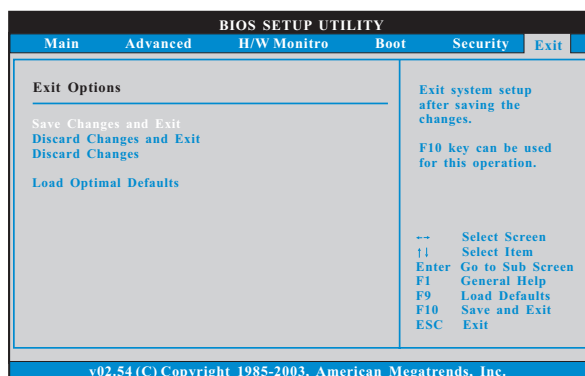 BIOS SETUP UTILITY
Main Advanced H/W Monitro Boot Security Exit
Exit Options
Save Changes and Exit
Discard Changes and Exit
Discard Changes
Load Optimal Defaults
Exit system setup
after saving the
changes.
F10 key can be used
for this operation.
←→ Select Screen
↑↓ Select Item
Enter Go to Sub Screen
F1 General Help
F9 Load Defaults
F10 Save and Exit
ESC Exit
v02.54 (C) Copyright 1985-2003, American Megatrends, Inc.